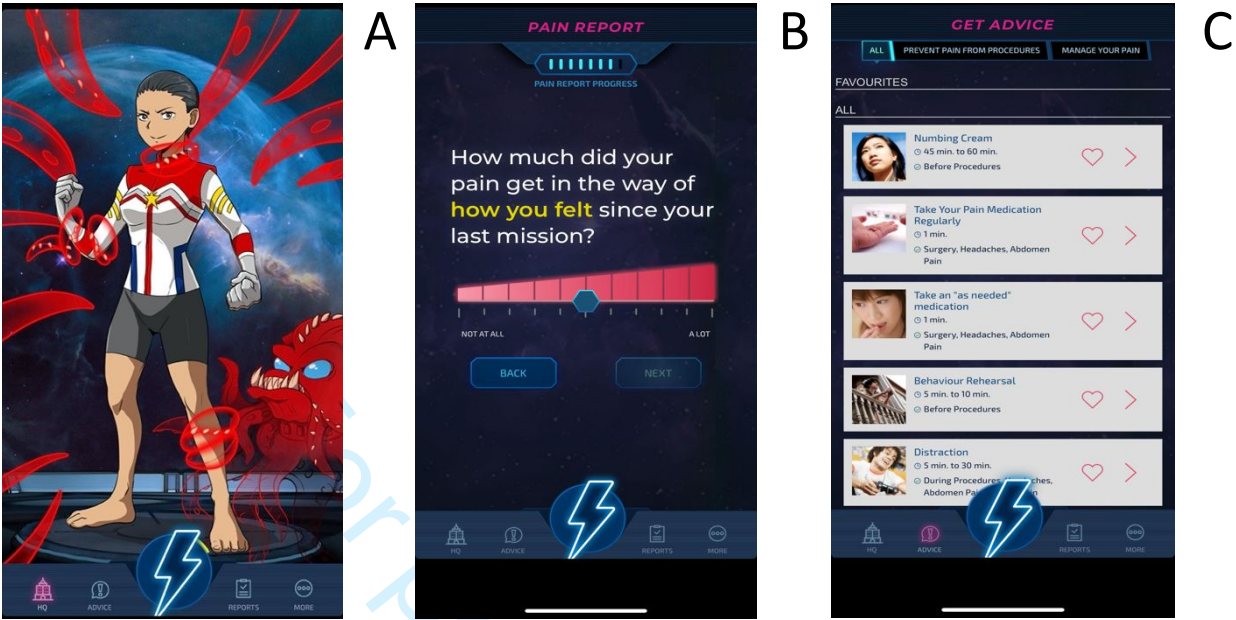 HQ
ADVICE
REPORTS
MORE
A
PAIN REPORT
PAIN REPORT PROGRESS
How much did your
pain get in the way of
how you felt since your
last mission?
NOT AT ALL
A LOT
BACK
NEXT
HQ
ADVICE
REPORTS
MORE
B
GET ADVICE
ALL
PREVENT PAIN FROM PROCEDURES
MANAGE YOUR PAIN
FAVOURITES
ALL
Numbing Cream
45 min. to 60 min.
Before Procedures
Take Your Pain Medication
Regularly
1 min.
Surgery, Headaches, Abdomen
Pain
Take an "as needed"
medication
1 min.
Surgery, Headaches, Abdomen
Pain
Behaviour Rehearsal
5 min. to 10 min.
Before Procedures
Distraction
5 min. to 30 min.
During Procedures,
Abdomen
HQ
ADVICE
REPORTS
MORE
C